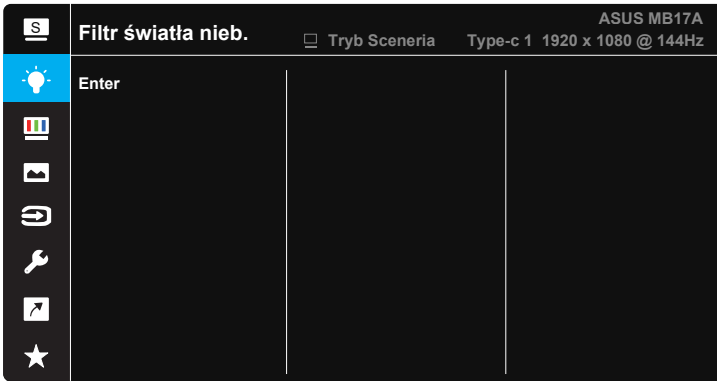 S
ASUS MB17A
Filtr światła nieb.
Tryb Sceneria Type-c 1 1920 x 1080 @ 144Hz
Enter